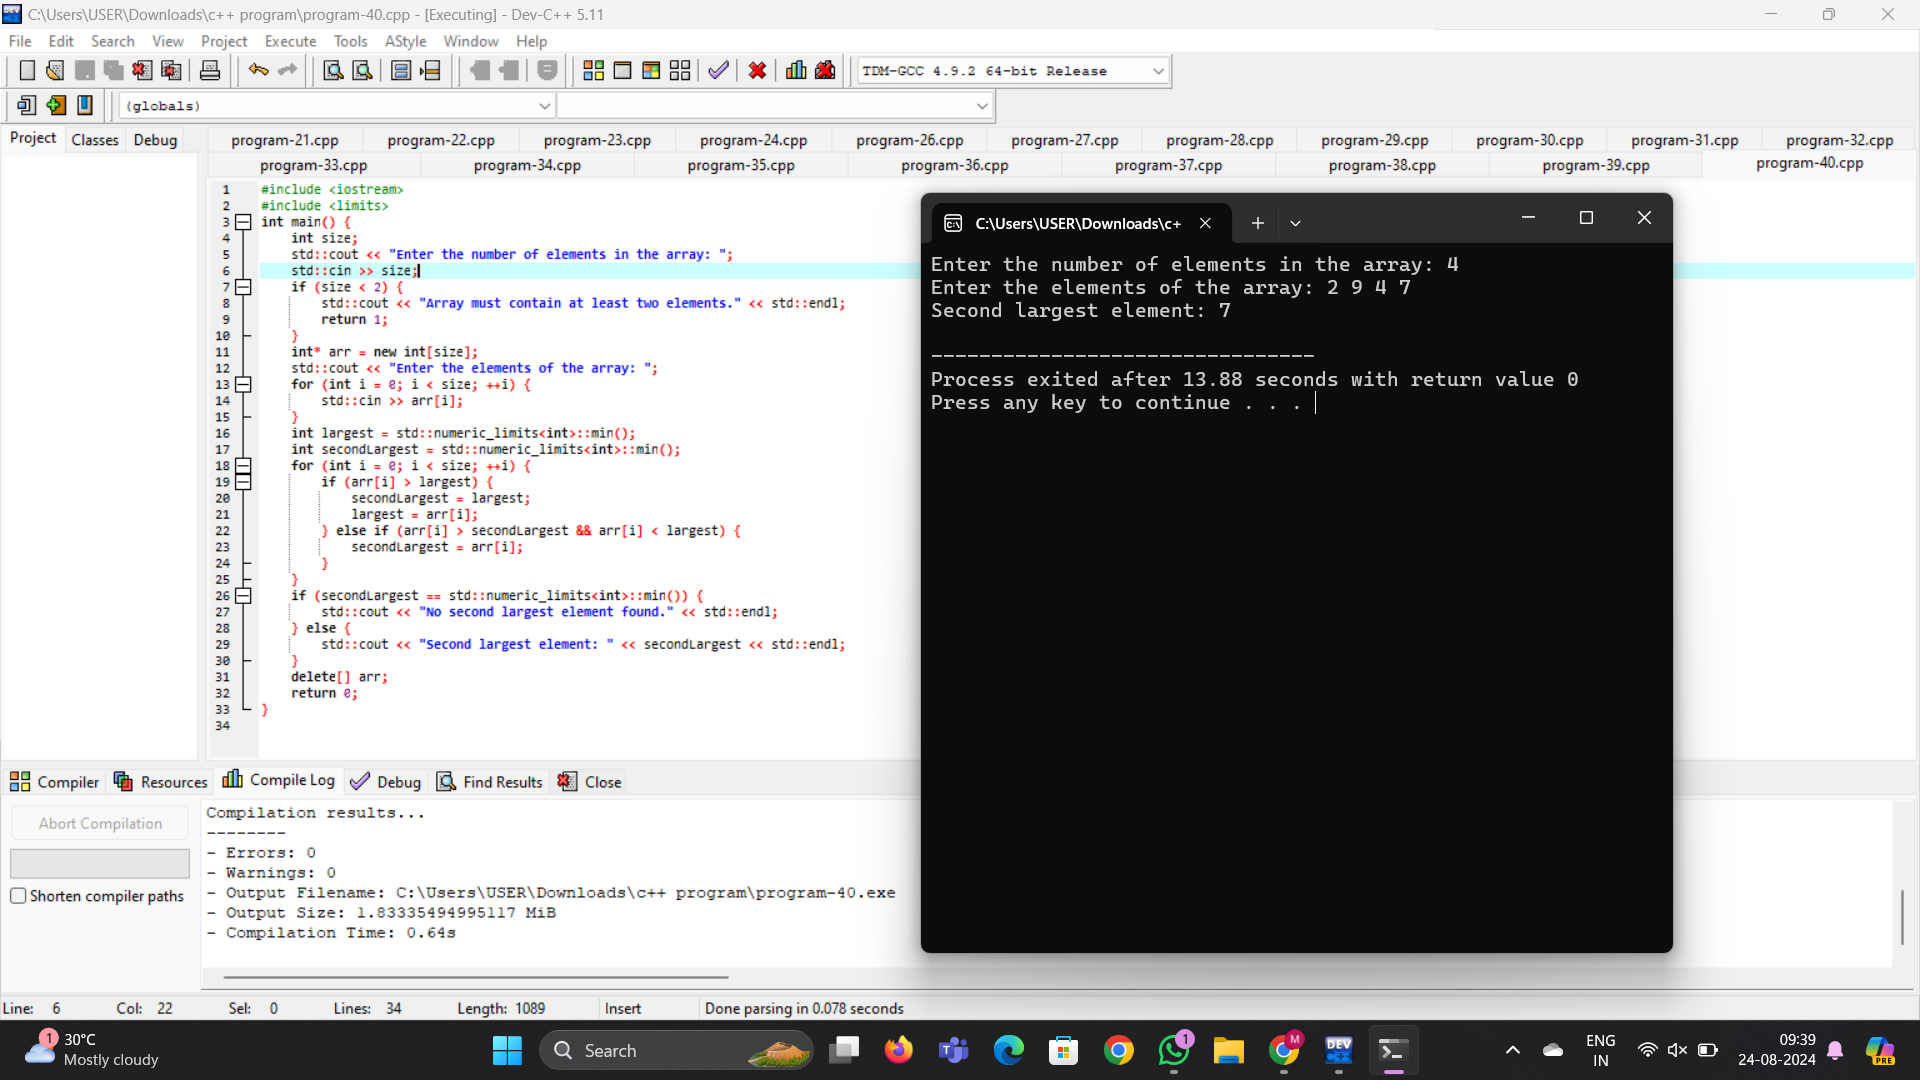 C:\Users\USER\Downloads\c++ program\program-40.cpp - [Executing] - Dev-C++ 5.11
File Edit Search View Project Execute Tools AStyle Window Help
TDM-GCC 4.9.2 64-bit Release
(globals)
Project Classes Debug
program-21.cpp program-22.cpp program-23.cpp program-24.cpp program-26.cpp program-27.cpp program-28.cpp program-29.cpp program-30.cpp program-31.cpp program-32.cpp
program-33.cpp program-34.cpp program-35.cpp program-36.cpp program-37.cpp program-38.cpp program-39.cpp program-40.cpp
1 #include <iostream>
2 #include <limits>
3 int main() {
4 int size;
5 std::cout << "Enter the number of elements in the array: ";
6 std::cin >> size;
7 if (size < 2) {
8 std::cout << "Array must contain at least two elements." << std::endl;
9 return 1;
10 }
11 int* arr = new int[size];
12 std::cout << "Enter the elements of the array: ";
13 for (int i = 0; i < size; ++i) {
14 std::cin >> arr[i];
15 }
16 int largest = std::numeric_limits<int>::min();
17 int secondLargest = std::numeric_limits<int>::min();
18 for (int i = 0; i < size; ++i) {
19 if (arr[i] > largest) {
20 secondLargest = largest;
21 largest = arr[i];
22 } else if (arr[i] > secondLargest && arr[i] < largest) {
23 secondLargest = arr[i];
24 }
25 }
26 if (secondLargest == std::numeric_limits<int>::min()) {
27 std::cout << "No second largest element found." << std::endl;
28 } else {
29 std::cout << "Second largest element: " << secondLargest << std::endl;
30 }
31 delete[] arr;
32 return 0;
33 }
34
C:\Users\USER\Downloads\c+
Enter the number of elements in the array: 4
Enter the elements of the array: 2 9 4 7
Second largest element: 7
--------------------------------
Process exited after 13.88 seconds with return value 0
Press any key to continue . . .
Compiler Resources Compile Log Debug Find Results Close
Abort Compilation
Shorten compiler paths
Compilation results...
--------
- Errors: 0
- Warnings: 0
- Output Filename: C:\Users\USER\Downloads\c++ program\program-40.exe
- Output Size: 1.83335494995117 MiB
- Compilation Time: 0.64s
Line: 6 Col: 22 Sel: 0 Lines: 34 Length: 1089 Insert Done parsing in 0.078 seconds
1
30°C
Mostly cloudy
Search
1
M
DEV
ENG
IN
09:39
24-08-2024
PRE